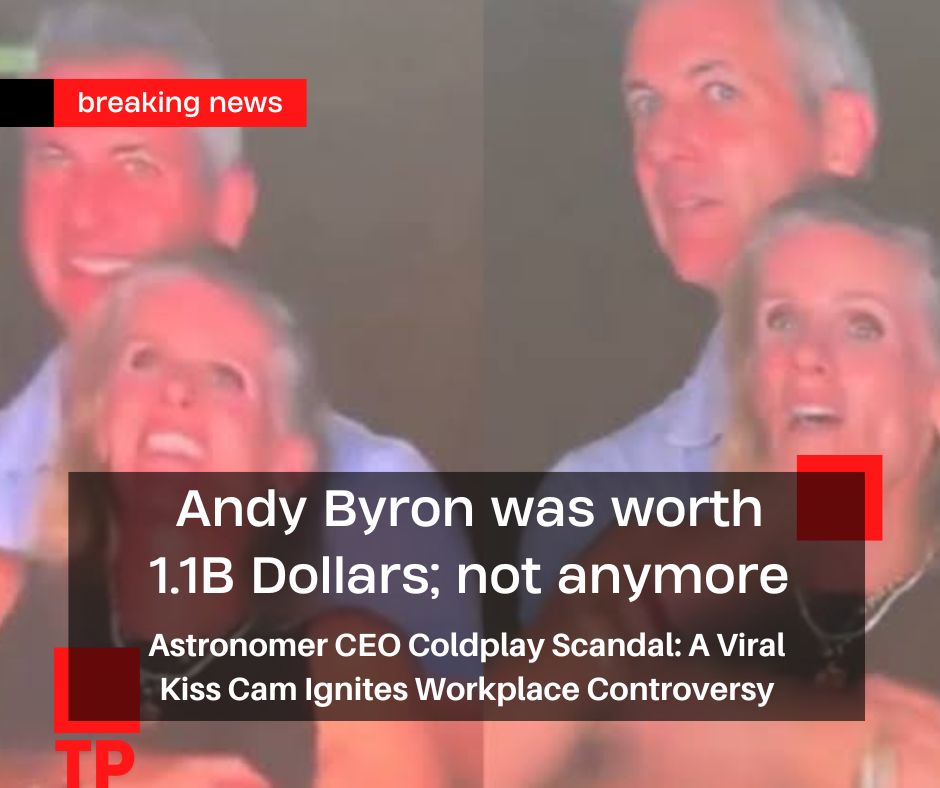 breaking news
Andy Byron was worth
1.1B Dollars; not anymore
Astronomer CEO Coldplay Scandal: A Viral
Kiss Cam Ignites Workplace Controversy
TP